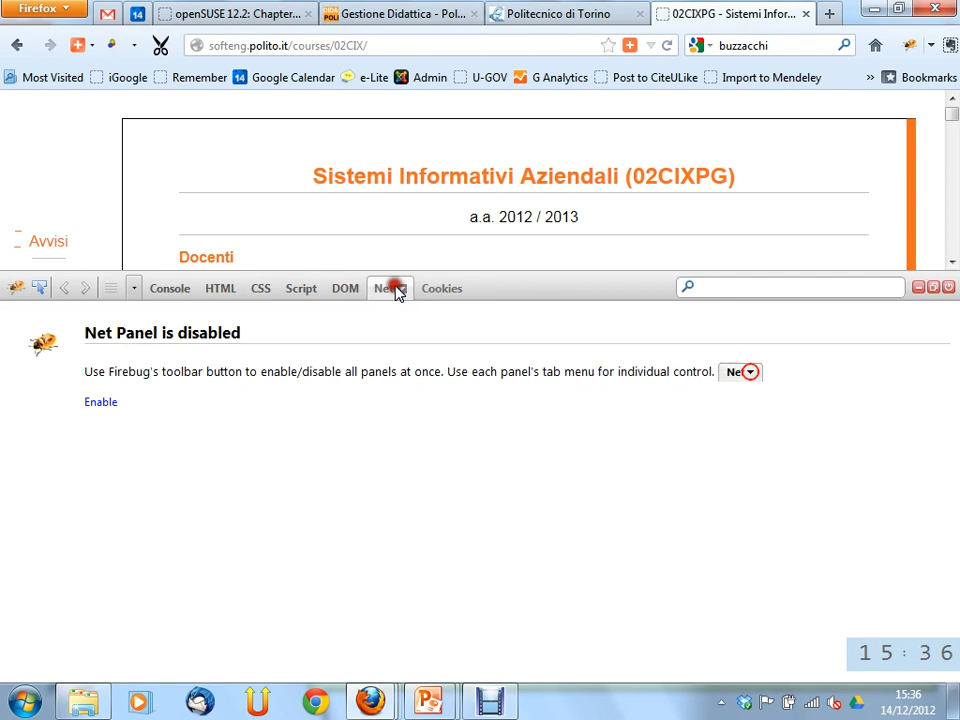 Firefox
openSUSE 12.2: Chapter...
Gestione Didattica - Pol...
Politecnico di Torino
02CIXPG - Sistemi Infor...
softeng.polito.it/courses/02CIX/
buzzacchi
Most Visited
iGoogle
Remember
14 Google Calendar
e-Lite
Admin
U-GOV
G Analytics
Post to CiteULike
Import to Mendeley
»
Bookmarks
Sistemi Informativi Aziendali (02CIXPG)
a.a. 2012 / 2013
Avvisi
Docenti
Console
HTML
CSS
Script
DOM
Cookies
Net Panel is disabled
Use Firebug's toolbar button to enable/disable all panels at once. Use each panel's tab menu for individual control.
Enable
15:36
15:36
14/12/2012